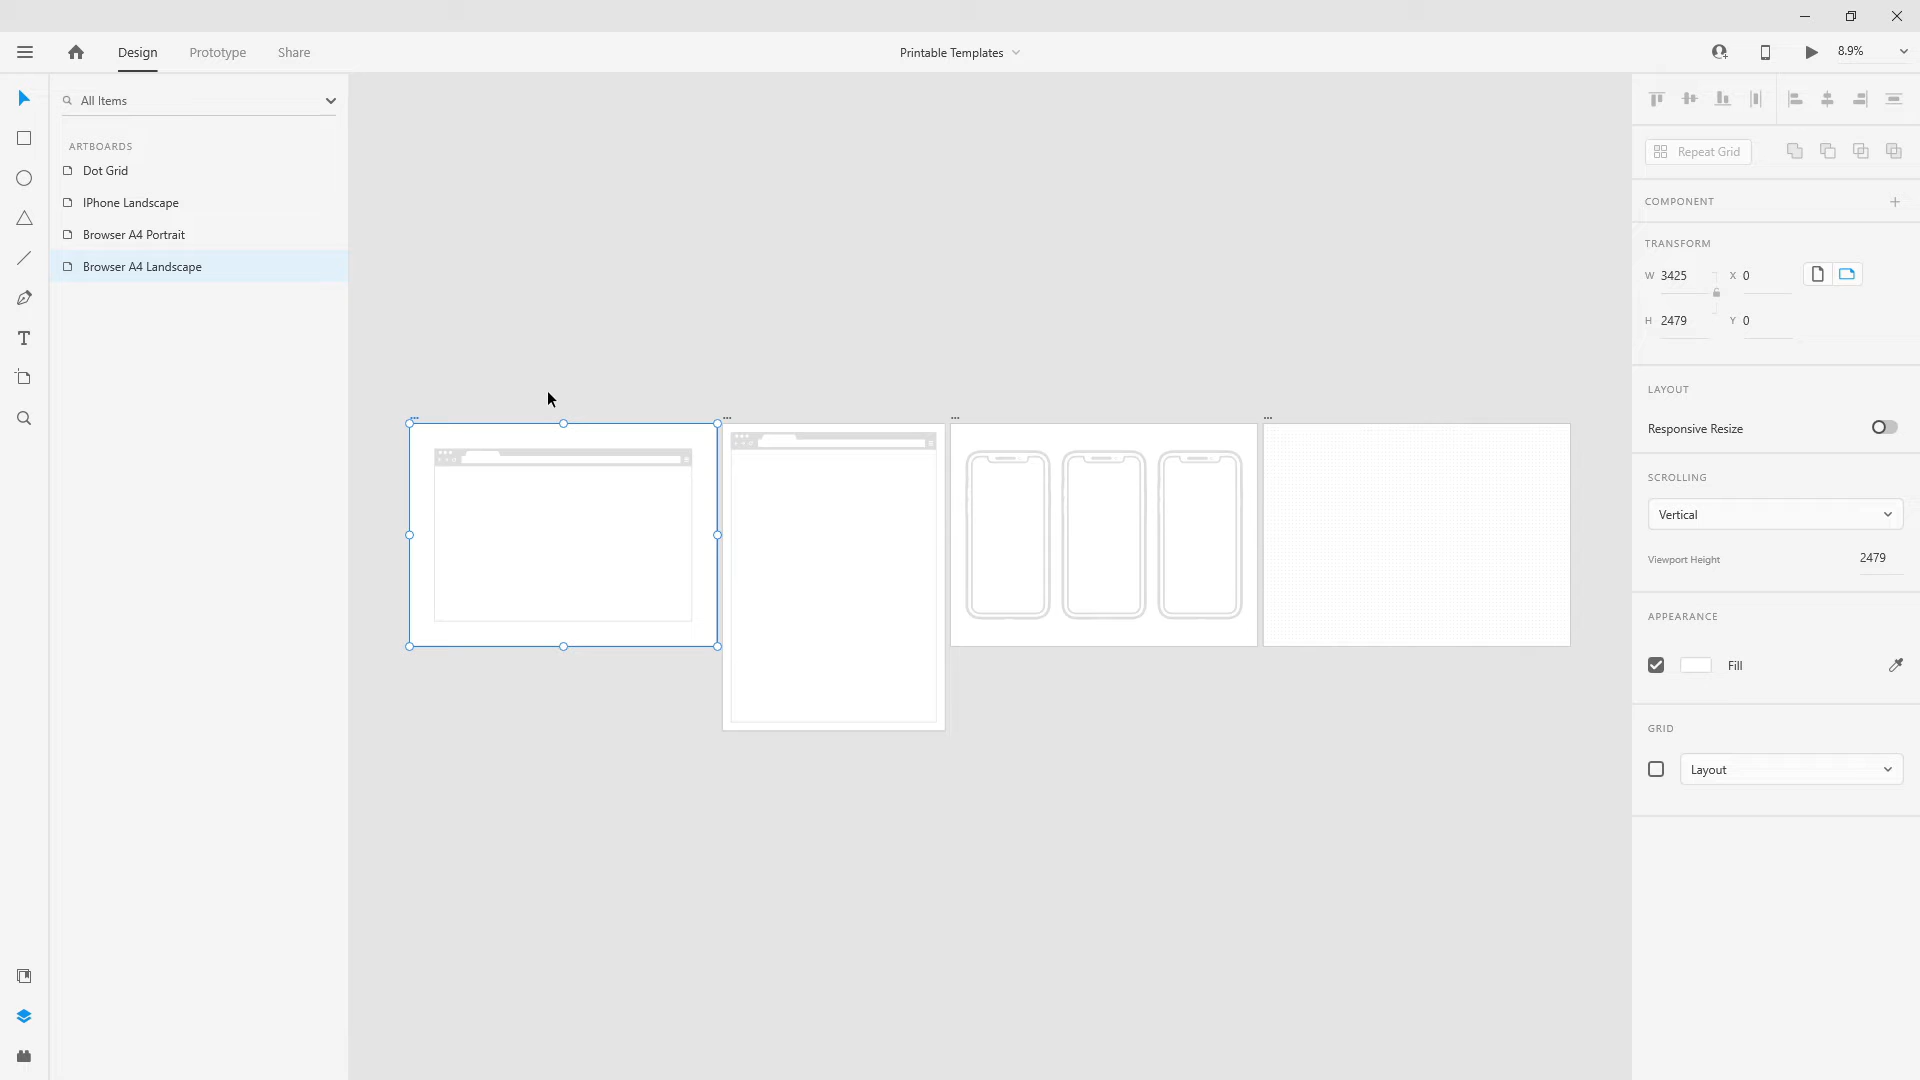 Design
Prototype
Share
Printable Templates
8.9%
All Items
ARTBOARDS
Dot Grid
IPhone Landscape
Browser A4 Portrait
Browser A4 Landscape
Repeat Grid
COMPONENT
TRANSFORM
W 3425
X 0
H 2479
Y 0
LAYOUT
Responsive Resize
SCROLLING
Vertical
Viewport Height
2479
APPEARANCE
Fill
GRID
Layout